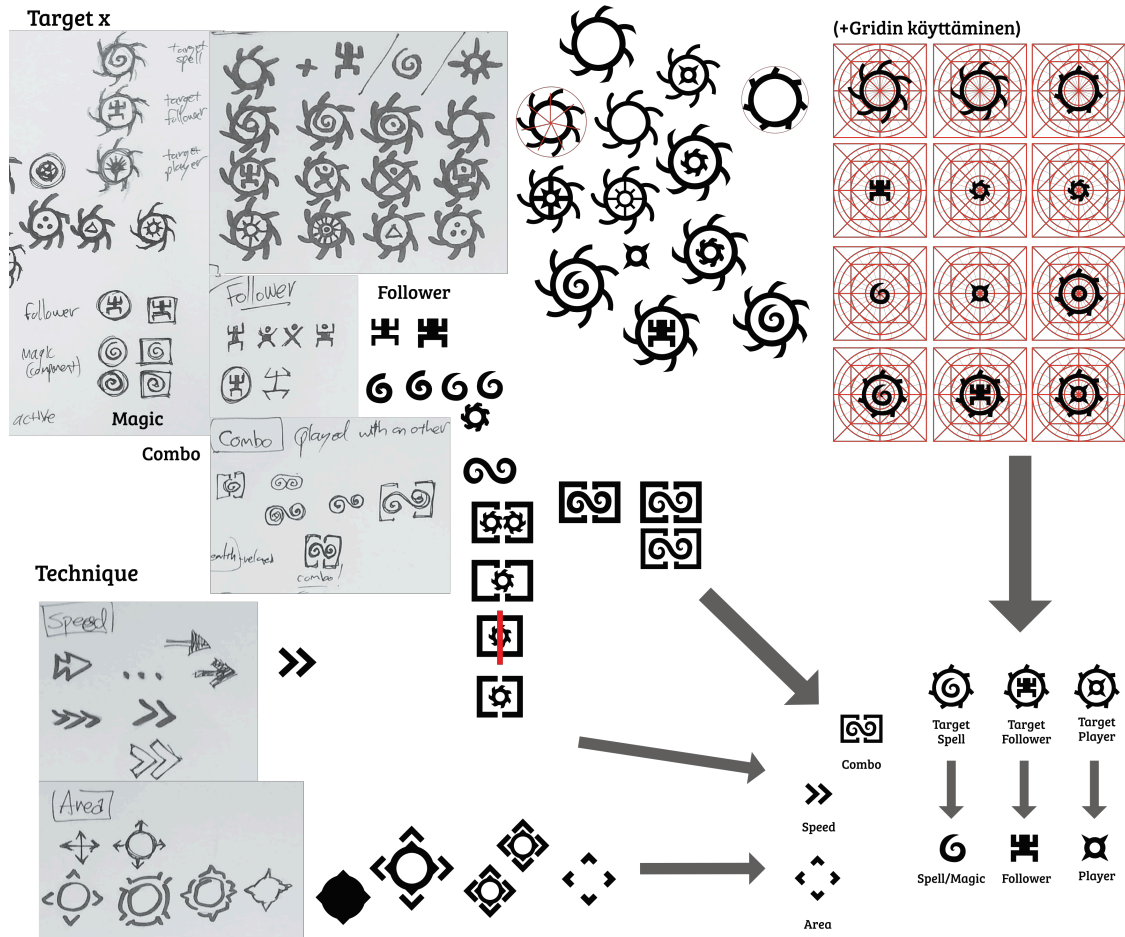 Target x
(+Gridin käyttäminen)
target
spell
target
follower
target
player
Follower
Follower
follower
magic
(component)
active
Magic
Combo
Combo played with an other
combo
Technique
Speed
Area
Target
Spell
Target
Follower
Target
Player
Combo
Speed
Spell/Magic
Follower
Player
Area